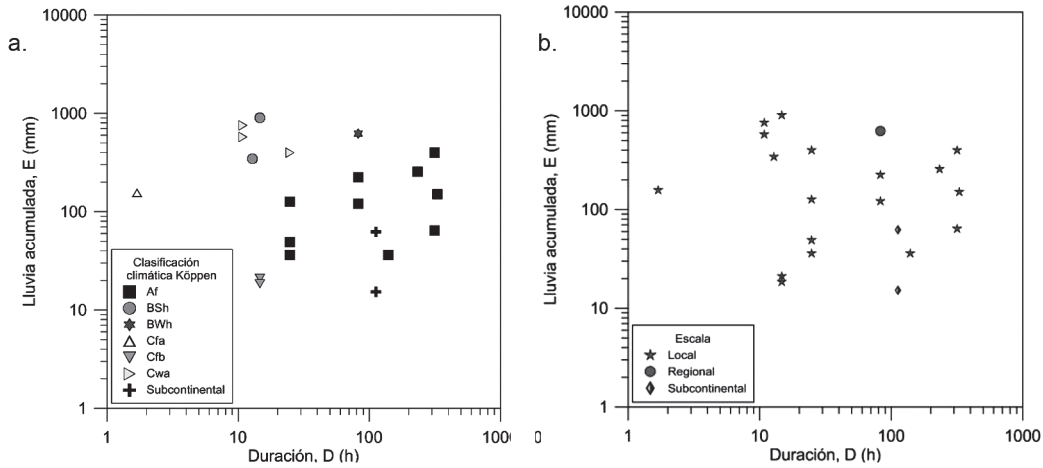 a.
10000
1000
100
10
1
Lluvia acumulada, E (mm)
Clasificación
climática Köppen
Af
BSh
BWh
Cfa
Cfb
Cwa
Subcontinental
1
10
100
1000
Duración, D (h)
b.
10000
1000
100
10
1
Lluvia acumulada, E (mm)
Escala
Local
Regional
Subcontinental
1
10
100
1000
Duración, D (h)